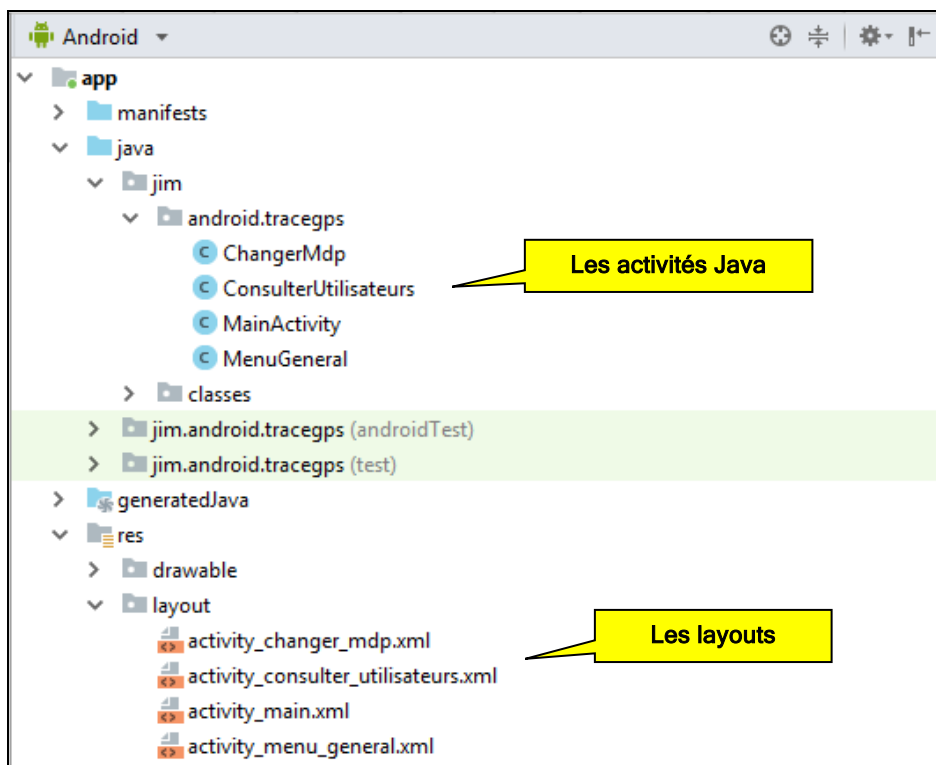 Android
app
manifests
java
jim
android.tracegps
ChangerMdp
ConsulterUtilisateurs
MainActivity
MenuGeneral
Les activités Java
classes
jim.android.tracegps (androidTest)
jim.android.tracegps (test)
generatedJava
res
drawable
layout
activity_changer_mdp.xml
activity_consulter_utilisateurs.xml
activity_main.xml
activity_menu_general.xml
Les layouts